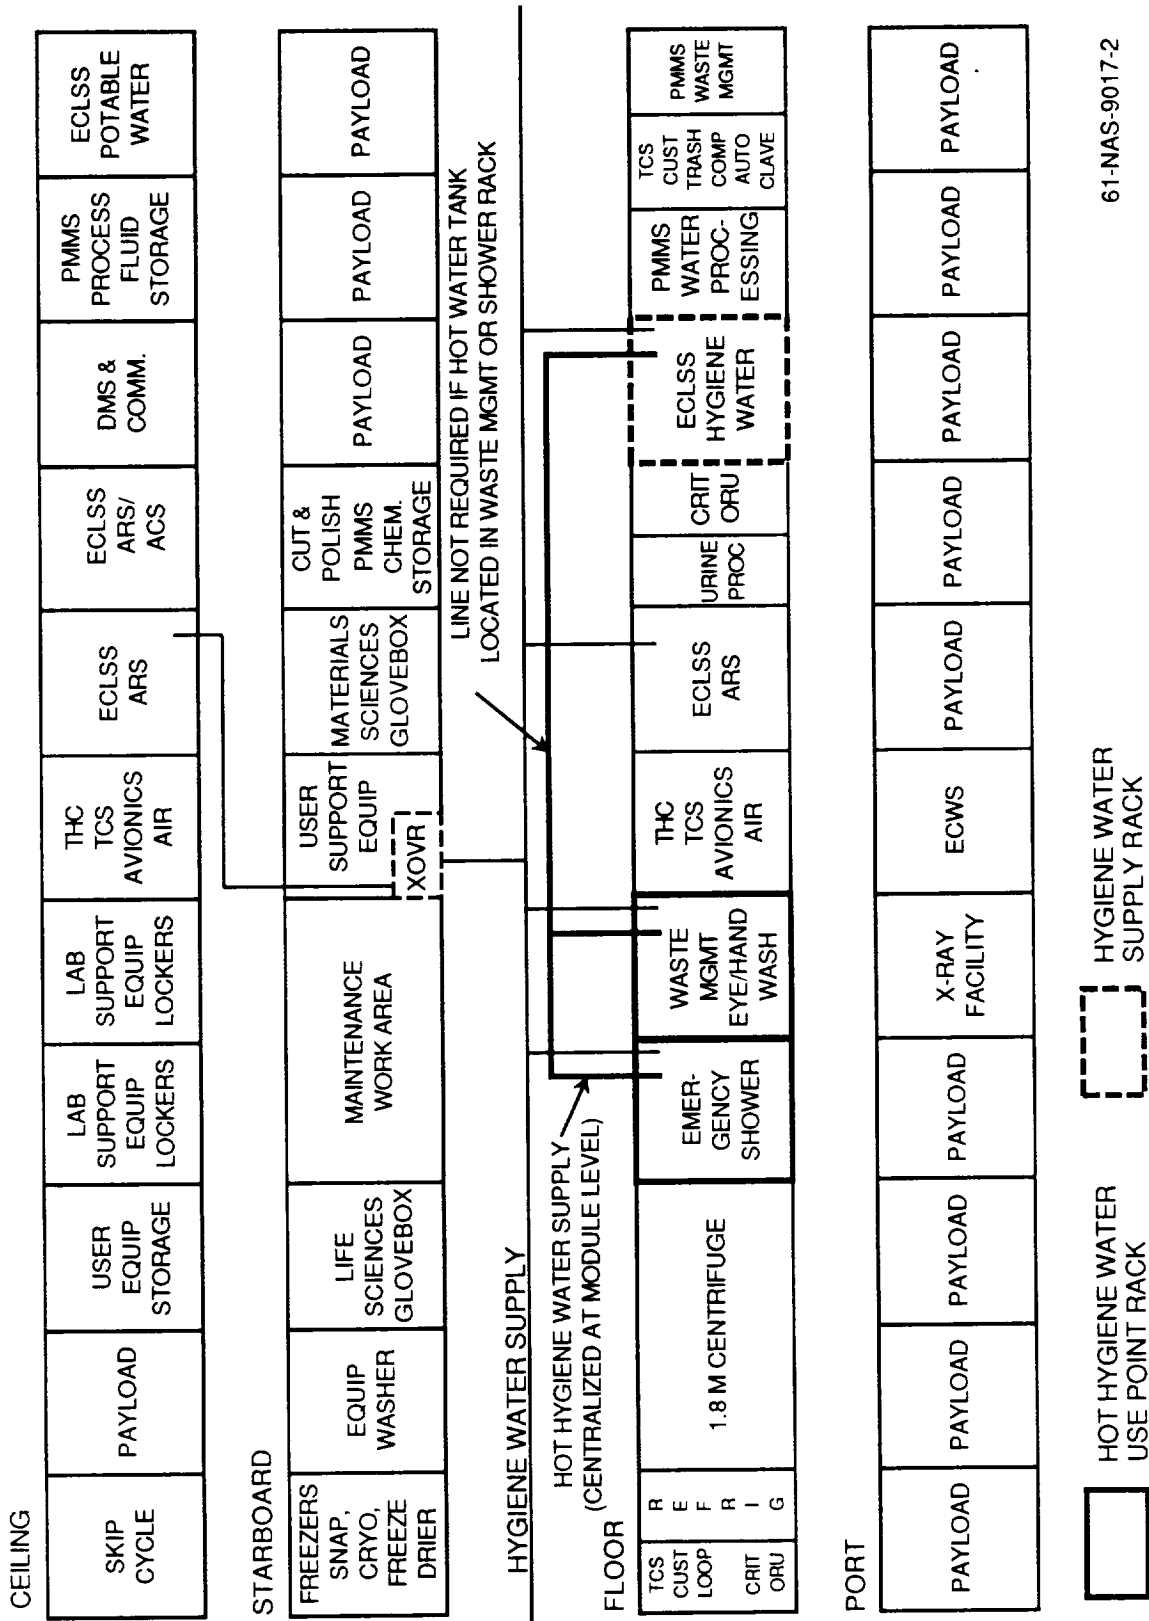 CEILING
SKIP
CYCLE
PAYLOAD
USER
EQUIP
STORAGE
LAB
SUPPORT
EQUIP
LOCKERS
LAB
SUPPORT
EQUIP
LOCKERS
THC
TCS
AVIONICS
AIR
ECLSS
ARS
ECLSS
ARS/
ACS
DMS &
COMM.
PMMS
PROCESS
FLUID
STORAGE
ECLSS
POTABLE
WATER
STARBOARD
FREEZERS
SNAP,
CRYO,
FREEZE
DRIER
EQUIP
WASHER
LIFE
SCIENCES
GLOVEBOX
MAINTENANCE
WORK AREA
USER
SUPPORT
EQUIP
XOVR
MATERIALS
SCIENCES
GLOVEBOX
CUT &
POLISH
PMMS
CHEM.
STORAGE
PAYLOAD
PAYLOAD
PAYLOAD
LINE NOT REQUIRED IF HOT WATER TANK
LOCATED IN WASTE MGMT OR SHOWER RACK
HYGIENE WATER SUPPLY
HOT HYGIENE WATER SUPPLY
(CENTRALIZED AT MODULE LEVEL)
FLOOR
TCS
CUST
LOOP
CRIT
ORU
R
E
F
R
I
G
1.8 M CENTRIFUGE
EMER-
GENCY
SHOWER
WASTE
MGMT
EYE/HAND
WASH
THC
TCS
AVIONICS
AIR
ECLSS
ARS
URINE
PROC
CRIT
ORU
ECLSS
HYGIENE
WATER
PMMS
WATER
PROC-
ESSING
TCS
CUST
TRASH
COMP
AUTO
CLAVE
PMMS
WASTE
MGMT
PORT
PAYLOAD
PAYLOAD
PAYLOAD
PAYLOAD
X-RAY
FACILITY
ECWS
PAYLOAD
PAYLOAD
PAYLOAD
PAYLOAD
PAYLOAD
HOT HYGIENE WATER
USE POINT RACK
HYGIENE WATER
SUPPLY RACK
61-NAS-9017-2